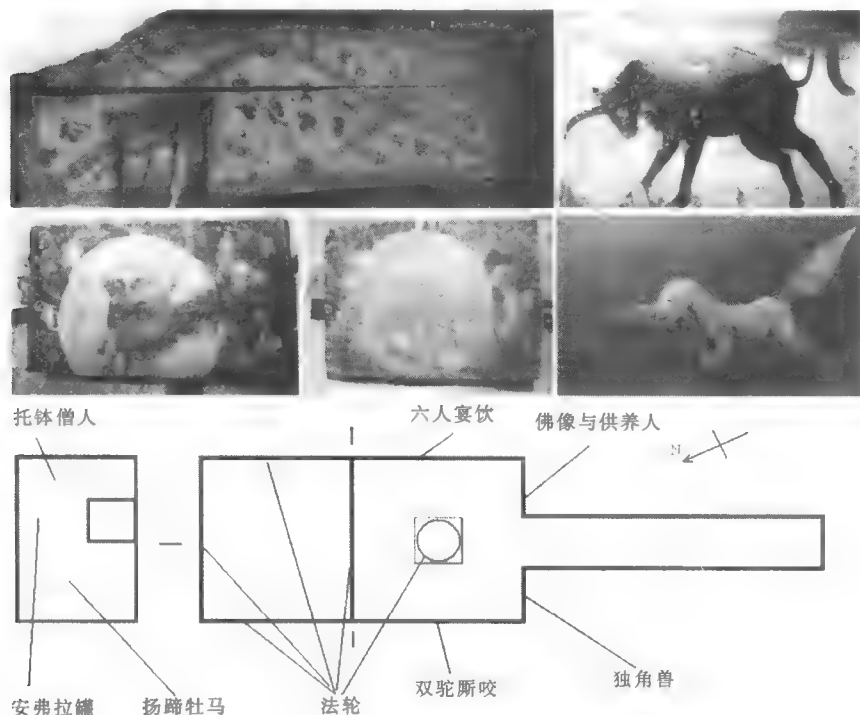 托钵僧人
六人宴饮
佛像与供养人
N
安弗拉罐
扬蹄牡马
法轮
双驼厮咬
独角兽